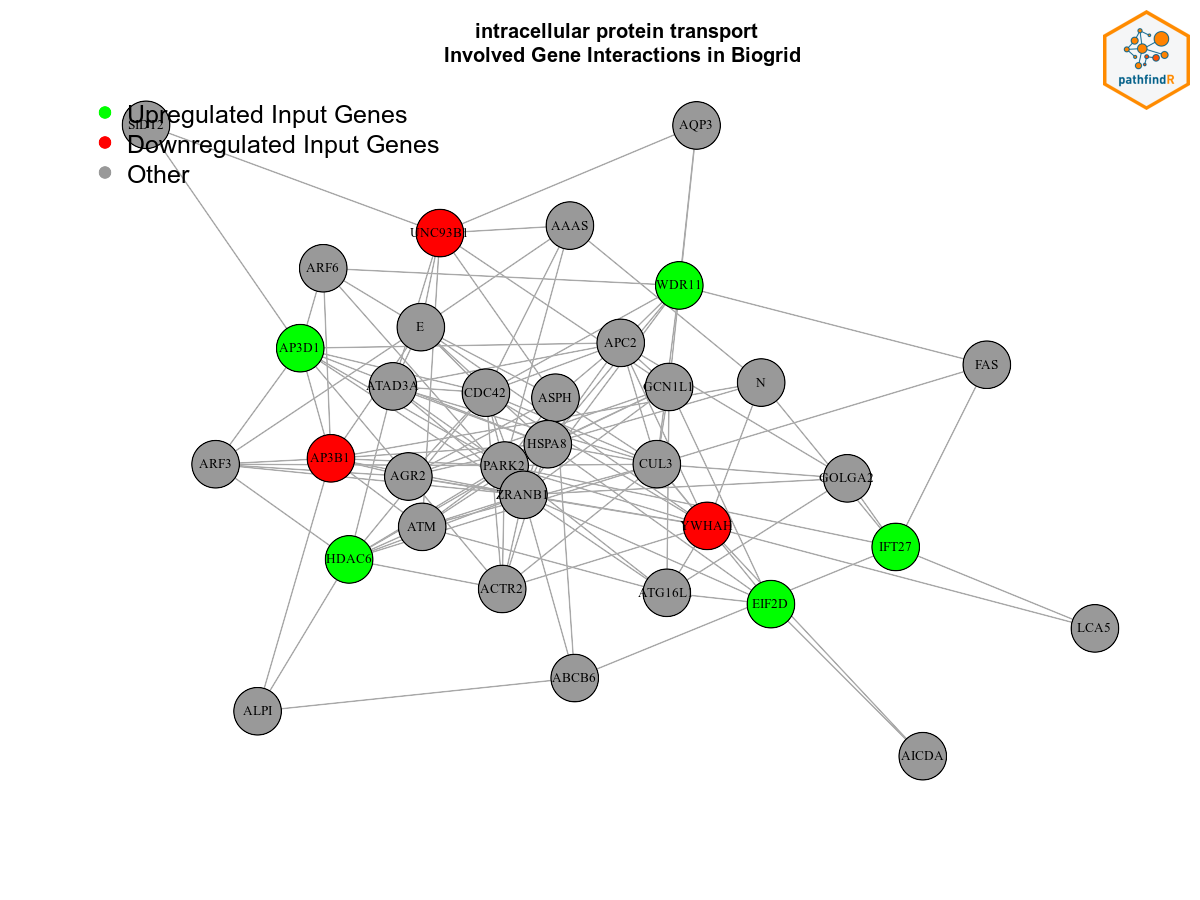 intracellular protein transport
Involved Gene Interactions in Biogrid
pathfindR
Upregulated Input Genes
Downregulated Input Genes
Other
SIDT2
AQP3
UNC93B1
AAAS
ARF6
WDR11
E
APC2
AP3D1
FAS
ATAD3A
CDC42
ASPH
GCN1L1
N
HSPA8
ARF3
AP3B1
AGR2
PARK2
CUL3
GOLGA2
ZRANB1
ATM
YWHAH
IFT27
HDAC6
ACTR2
ATG16L
EIF2D
LCA5
ABCB6
ALPI
AICDA